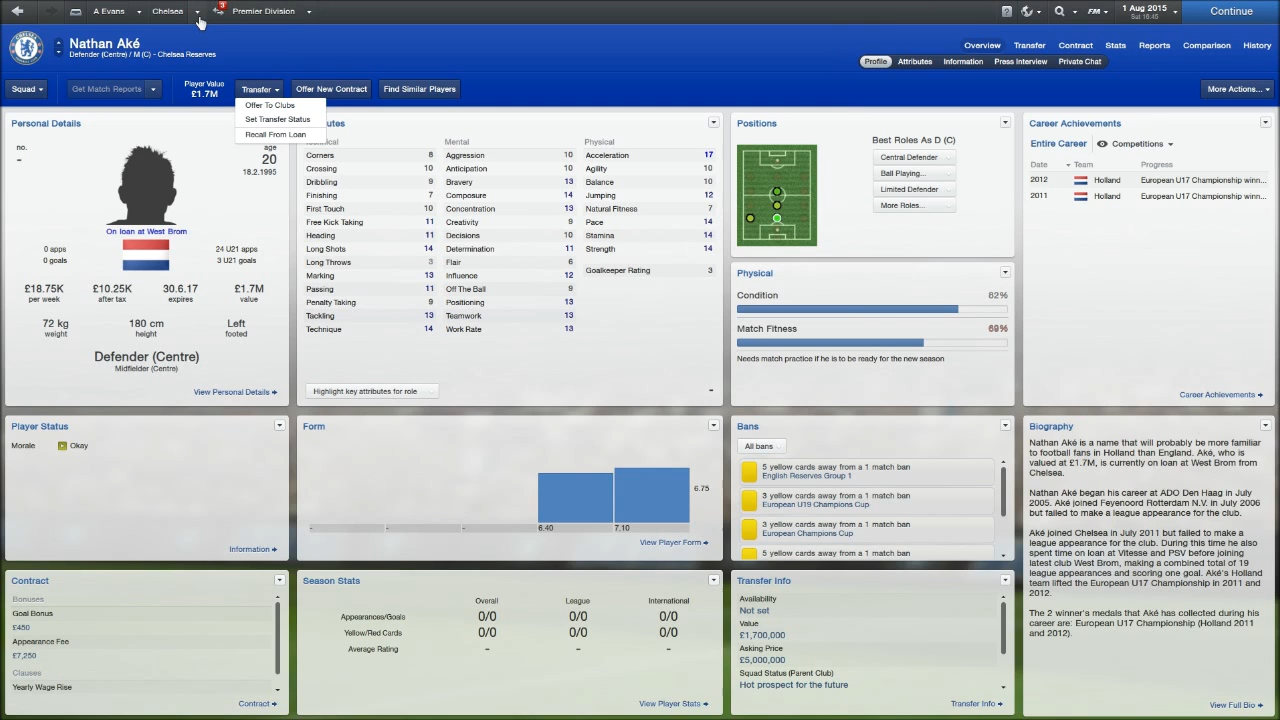 A Evans
Chelsea
3
Premier Division
?
FM
1 Aug 2015
Sat 16:45
Continue
Nathan Aké
Defender (Centre) / M (C) - Chelsea Reserves
Overview Transfer Contract Stats Reports Comparison History
Profile Attributes Information Press Interview Private Chat
Squad
Get Match Reports
Player Value
£1.7M
Transfer
Offer New Contract
Find Similar Players
More Actions...
Offer To Clubs
Set Transfer Status
Recall From Loan
Personal Details
no.
-
age
20
18.2.1995
On loan at West Brom
0 apps
0 goals
24 U21 apps
3 U21 goals
£18.75K
per week
£10.25K
after tax
30.6.17
expires
£1.7M
value
72 kg
weight
180 cm
height
Left
footed
Defender (Centre)
Midfielder (Centre)
View Personal Details
Mental Physical
Corners 8 Aggression 10 Acceleration 17
Crossing 10 Anticipation 10 Agility 10
Dribbling 9 Bravery 13 Balance 10
Finishing 7 Composure 14 Jumping 12
First Touch 10 Concentration 13 Natural Fitness 7
Free Kick Taking 11 Creativity 9 Pace 14
Heading 11 Decisions 10 Stamina 14
Long Shots 14 Determination 11 Strength 14
Long Throws 3 Flair 6
Marking 13 Influence 12 Goalkeeper Rating 3
Passing 11 Off The Ball 9
Penalty Taking 9 Positioning 13
Tackling 13 Teamwork 13
Technique 14 Work Rate 13
Highlight key attributes for role
-
Positions
Best Roles As D (C)
Central Defender
Ball Playing...
Limited Defender
More Roles...
Physical
Condition 82%
Match Fitness 69%
Needs match practice if he is to be ready for the new season
Career Achievements
Entire Career Competitions
Date Team Progress
2012 Holland European U17 Championship winn...
2011 Holland European U17 Championship winn...
Career Achievements
Player Status
Morale Okay
Information
Form
6.75
- - - 6.40 7.10
View Player Form
Bans
All bans
5 yellow cards away from a 1 match ban
English Reserves Group 1
3 yellow cards away from a 1 match ban
European U19 Champions Cup
3 yellow cards away from a 1 match ban
European Champions Cup
5 yellow cards away from a 1 match ban
Biography
Nathan Aké is a name that will probably be more familiar
to football fans in Holland than England. Aké, who is
valued at £1.7M, is currently on loan at West Brom from
Chelsea.
Nathan Aké began his career at ADO Den Haag in July
2005. Aké joined Feyenoord Rotterdam N.V. in July 2006
but failed to make a league appearance for the club.
Aké joined Chelsea in July 2011 but failed to make a
league appearance for the club. During this time he also
spent time on loan at Vitesse and PSV before joining
latest club West Brom, making a combined total of 19
league appearances and scoring one goal. Aké's Holland
team lifted the European U17 Championship in 2011 and
2012.
The 2 winner's medals that Aké has collected during his
career are: European U17 Championship (Holland 2011
and 2012).
View Full Bio
Contract
Bonuses
Goal Bonus
£450
Appearance Fee
£7,250
Clauses
Yearly Wage Rise
Contract
Season Stats
Overall League International
Appearances/Goals 0/0 0/0 0/0
Yellow/Red Cards 0/0 0/0 0/0
Average Rating - - -
View Player Stats
Transfer Info
Availability
Not set
Value
£1,700,000
Asking Price
£5,000,000
Squad Status (Parent Club)
Hot prospect for the future
Transfer Info